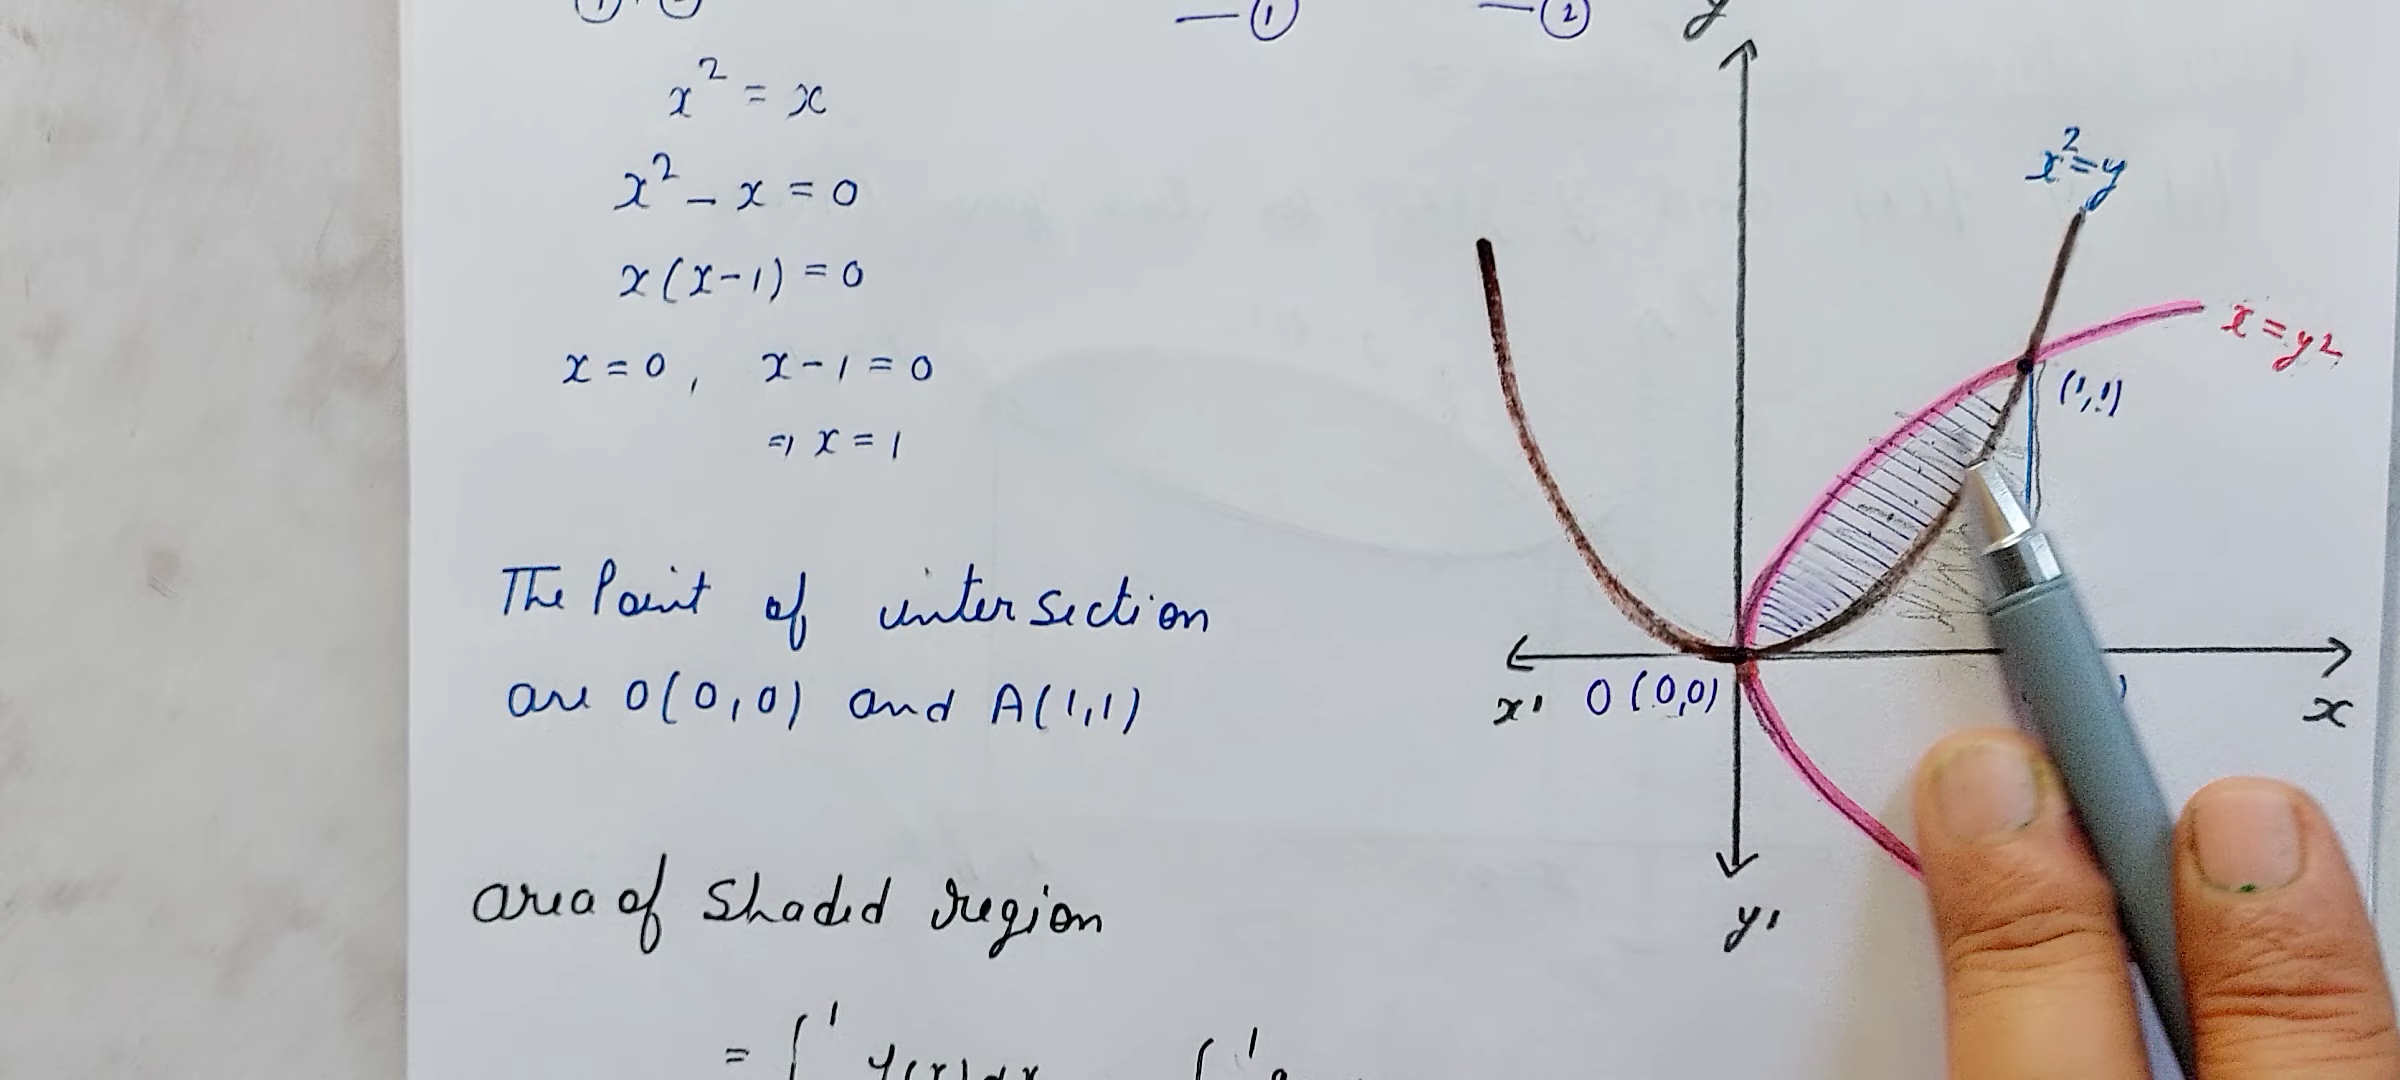 — ① — ②
x² = x
x² - x = 0
x(x-1) = 0
x = 0, x-1 = 0
⇒ x = 1
The Point of intersection
are O(0,0) and A(1,1)
area of Shaded region
= ∫¹
y
x² = y
x = y²
(1,1)
x' O (0,0) x
y'